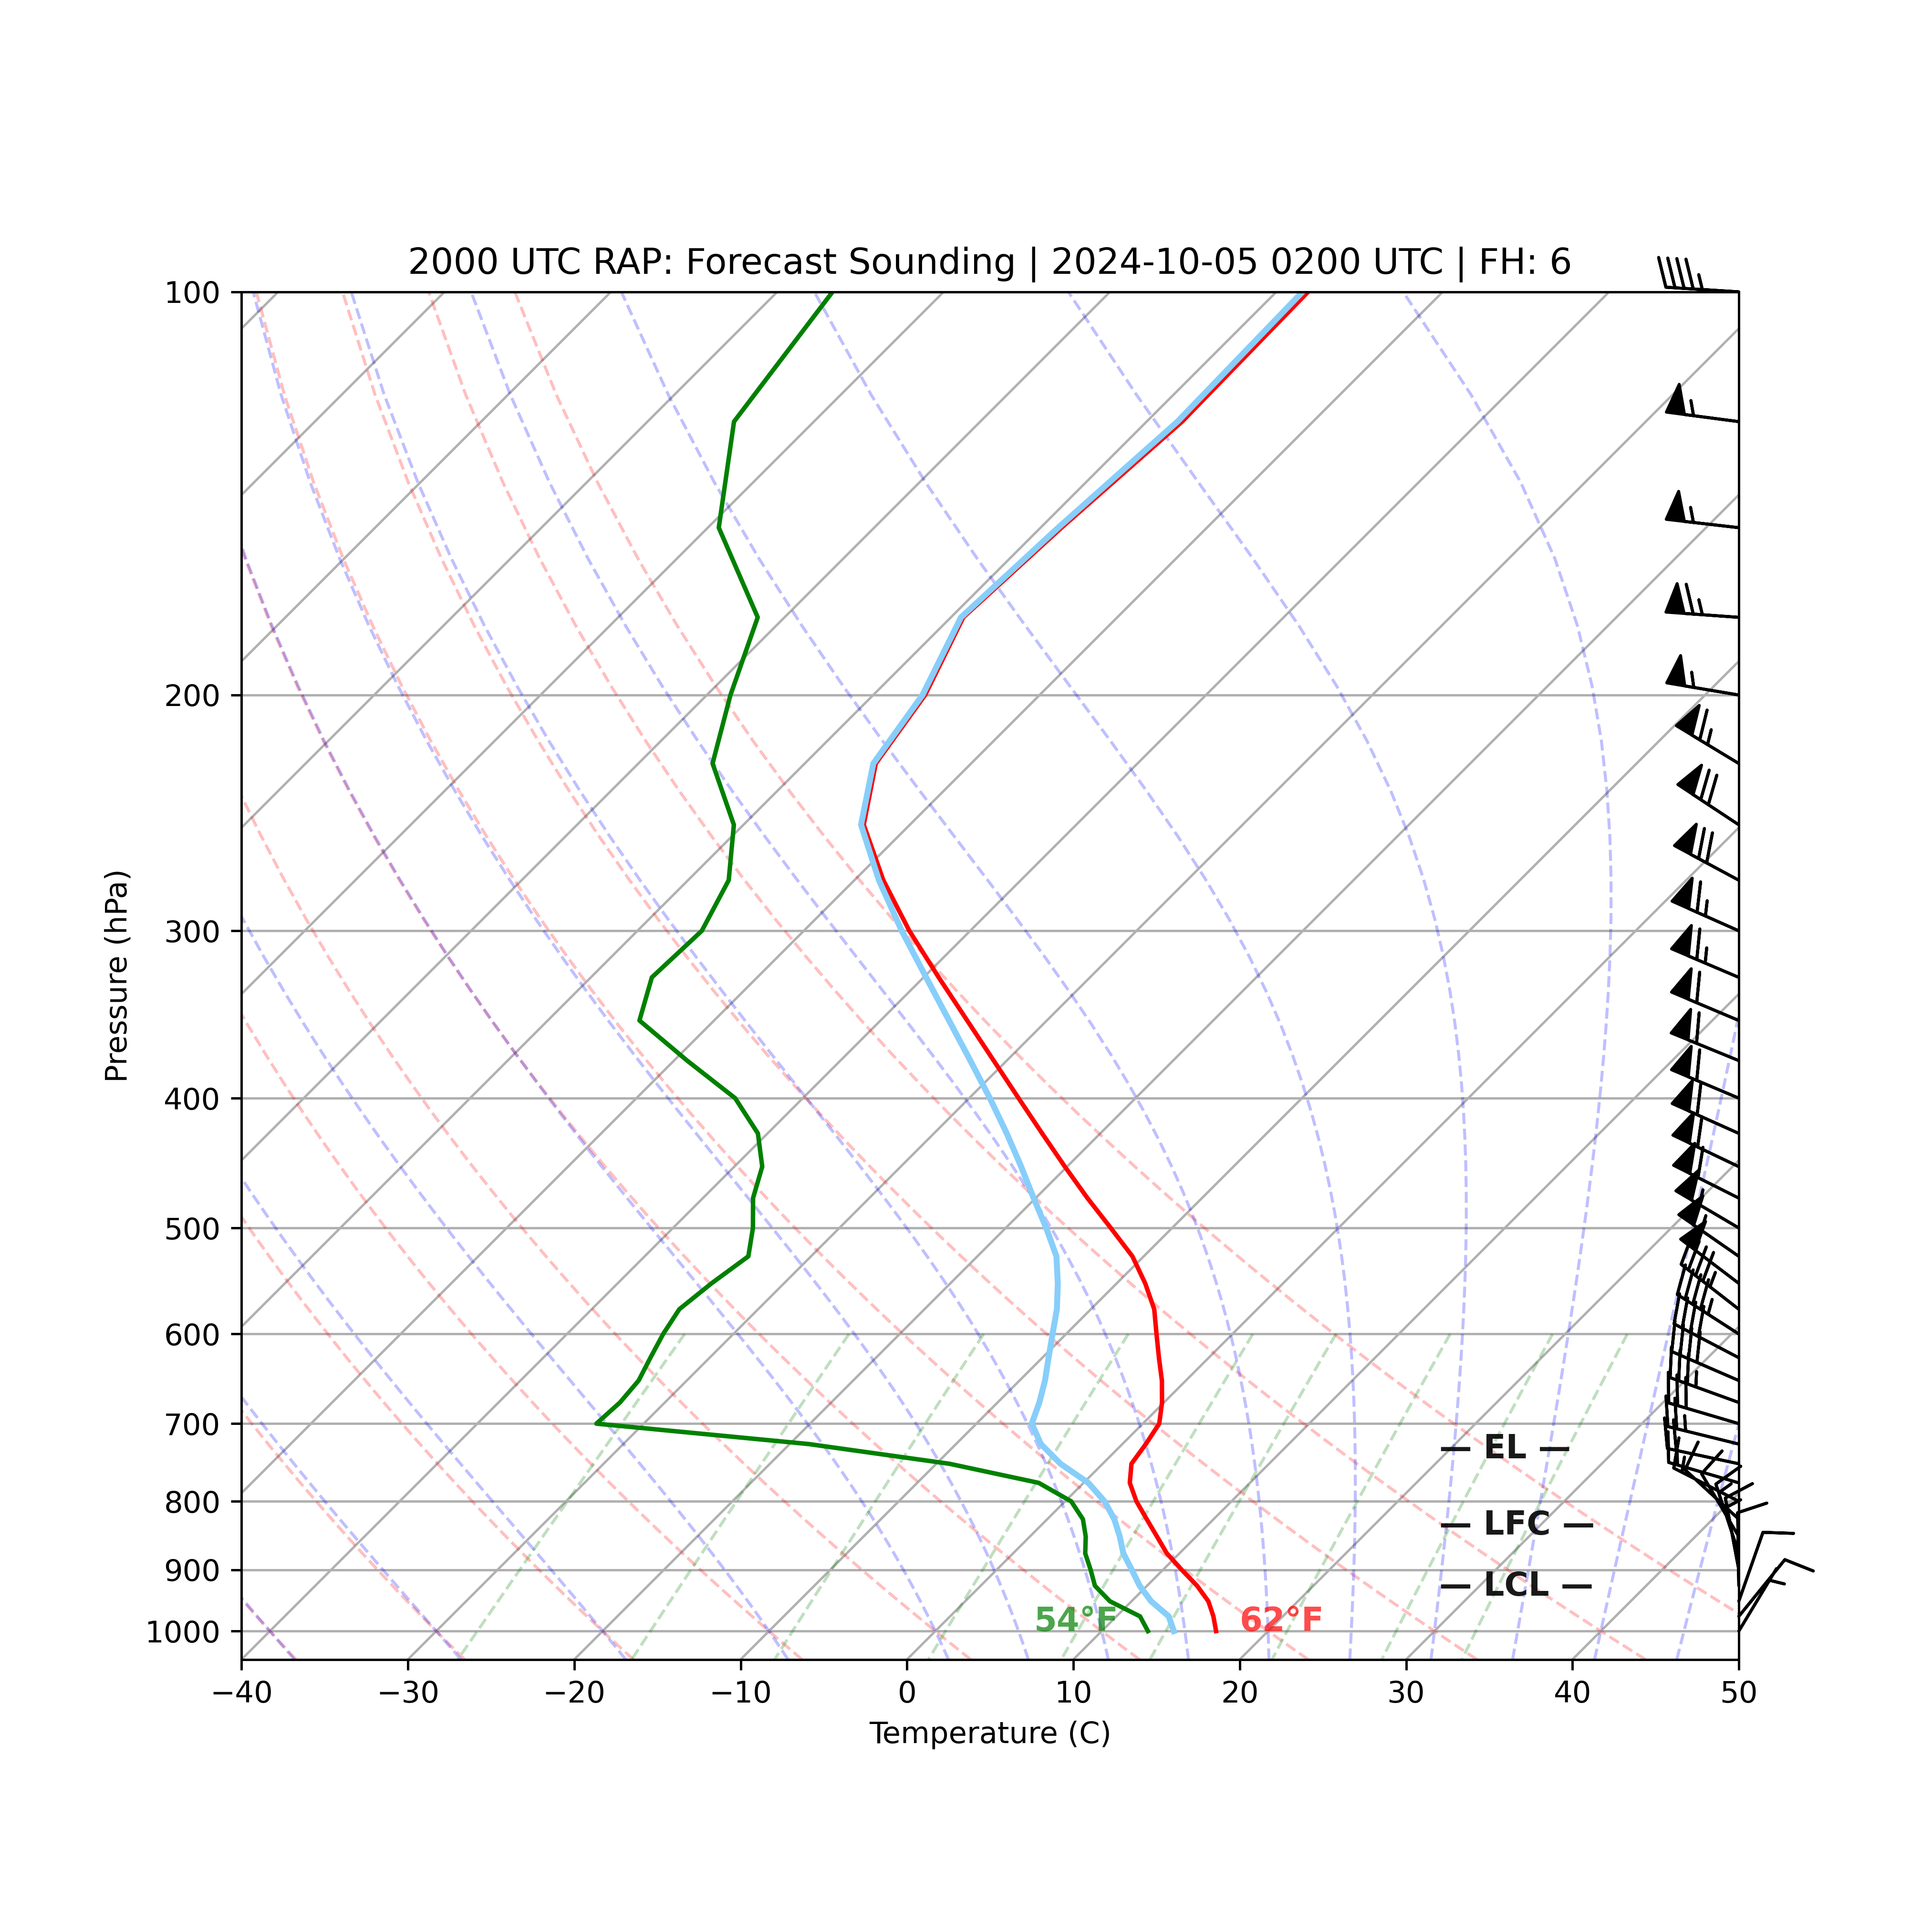 2000 UTC RAP: Forecast Sounding | 2024-10-05 0200 UTC | FH: 6
100
200
300
400
500
600
700
800
900
1000
Pressure (hPa)
— EL —
— LFC —
— LCL —
54°F
62°F
−40 −30 −20 −10 0 10 20 30 40 50
Temperature (C)